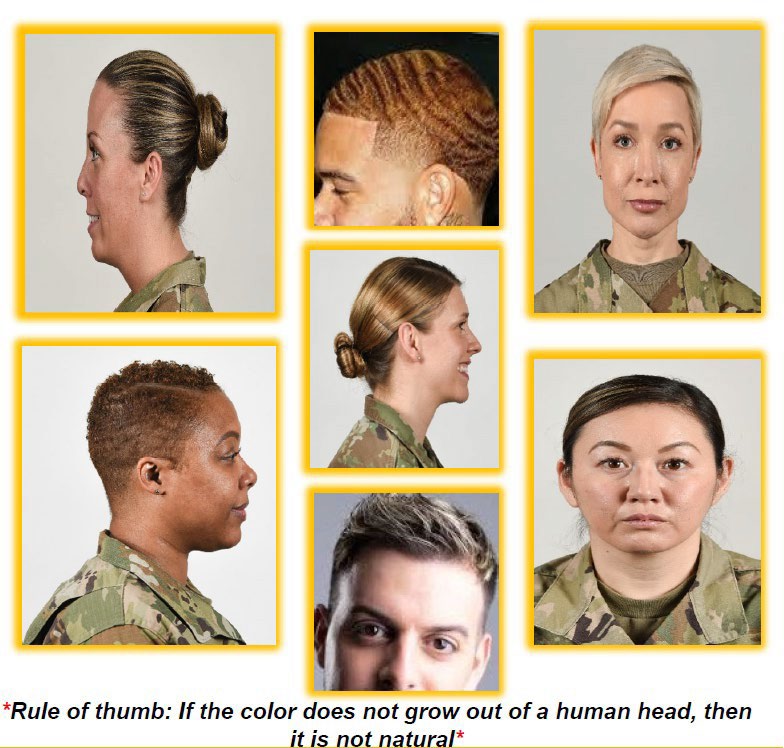 *Rule of thumb: If the color does not grow out of a human head, then
it is not natural*